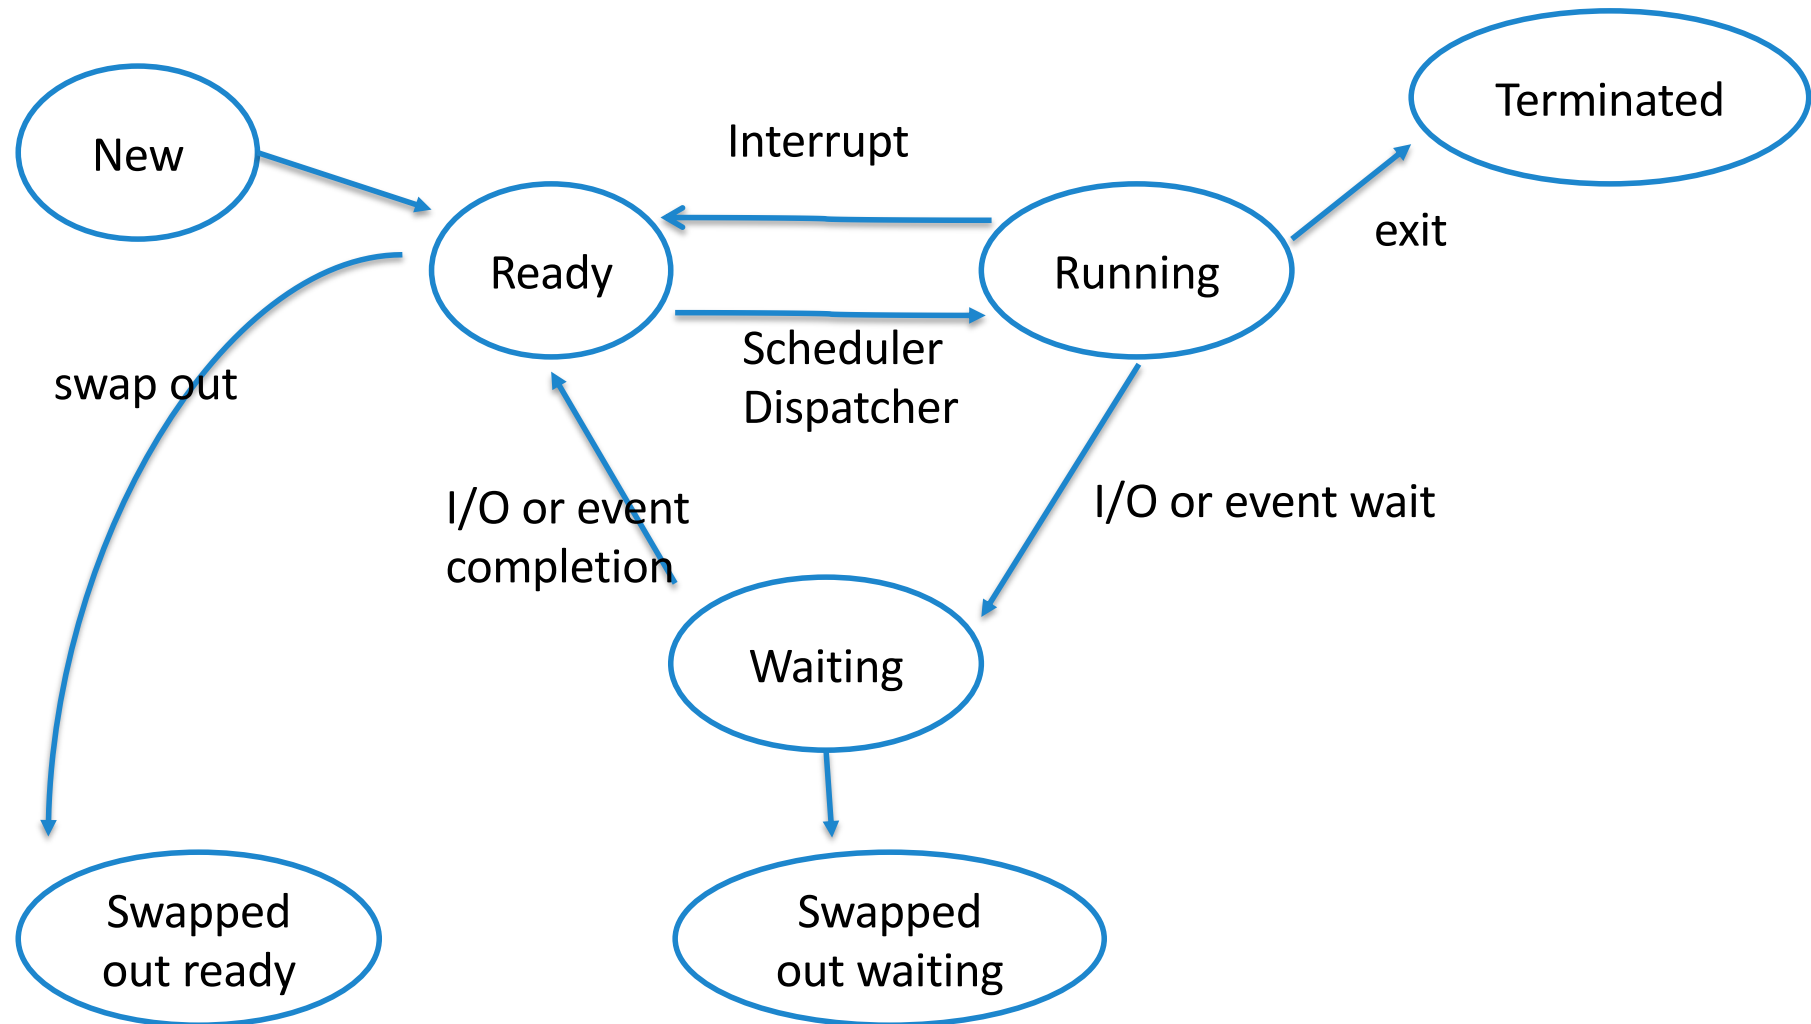 New
Interrupt
Terminated
exit
Ready
Running
Scheduler
Dispatcher
swap out
I/O or event
completion
I/O or event wait
Waiting
Swapped
out ready
Swapped
out waiting